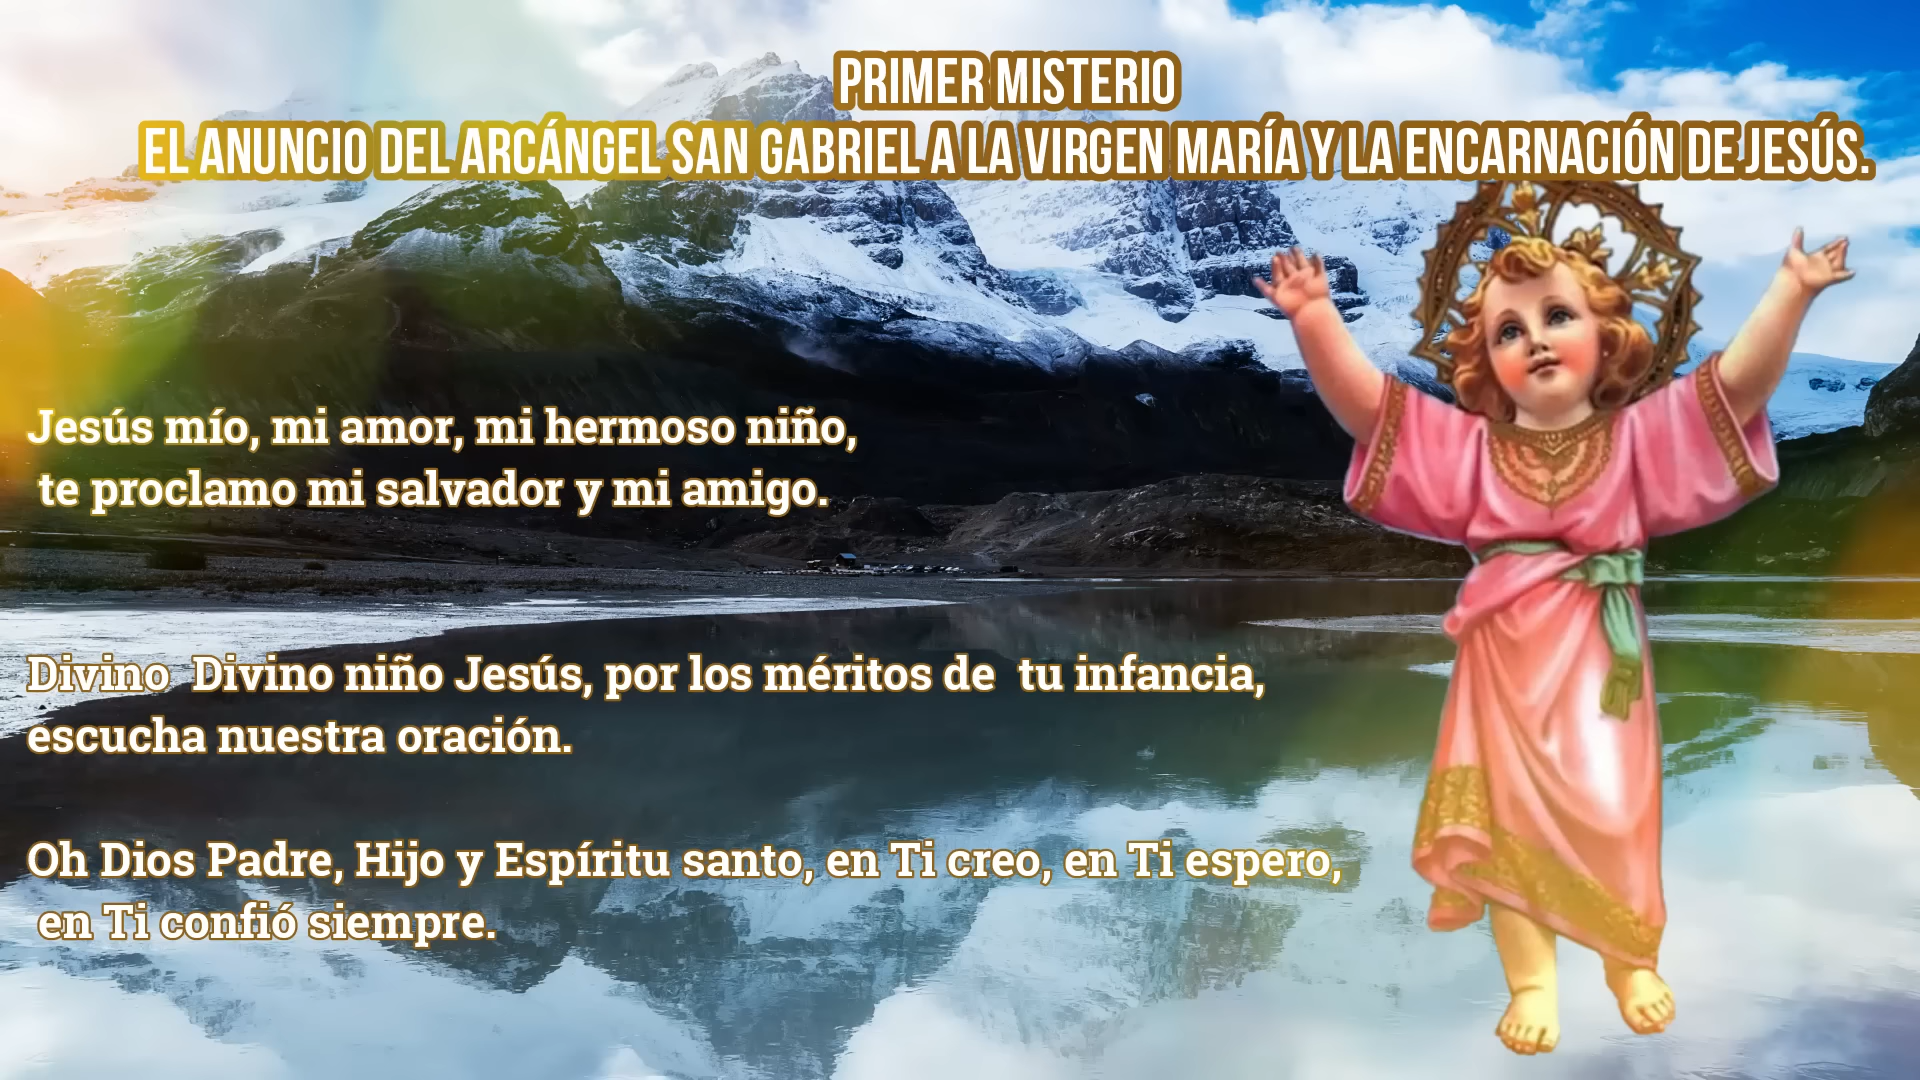 PRIMER MISTERIO
EL ANUNCIO DEL ARCÁNGEL SAN GABRIEL A LA VIRGEN MARÍA Y LA ENCARNACIÓN DE JESÚS.
Jesús mío, mi amor, mi hermoso niño,
te proclamo mi salvador y mi amigo.
Divino Divino niño Jesús, por los méritos de tu infancia,
escucha nuestra oración.
Oh Dios Padre, Hijo y Espíritu santo, en Ti creo, en Ti espero,
en Ti confió siempre.